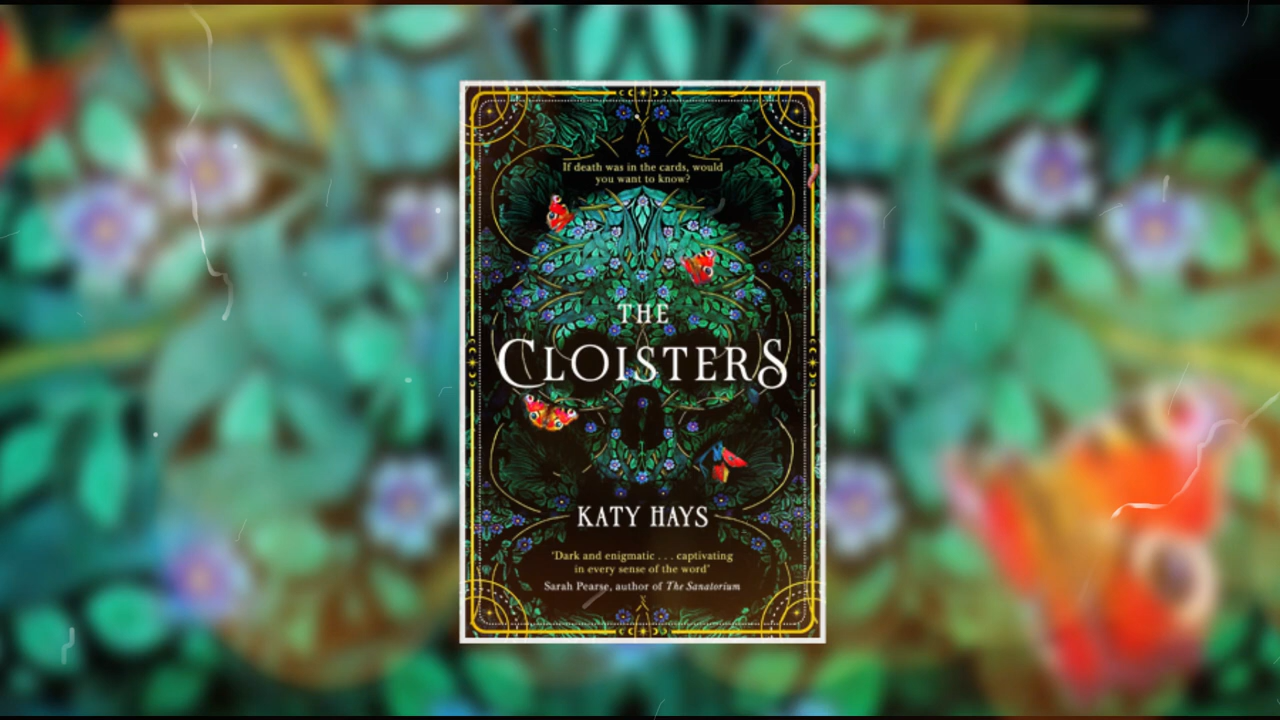 If death was in the cards, would
you want to know?
THE
CLOISTERS
KATY HAYS
‘Dark and enigmatic . . . captivating
in every sense of the word’
Sarah Pearse, author of The Sanatorium